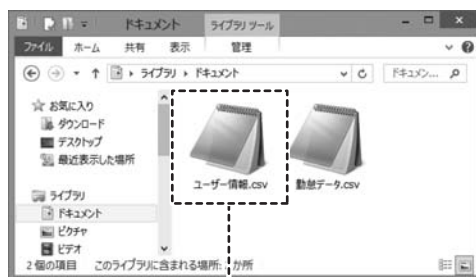 ドキュメント
ライブラリ ツール
ファイル
ホーム
共有
表示
管理
ライブラリ ▸ ドキュメント
ドキュメン...
お気に入り
ダウンロード
デスクトップ
最近表示した場所
ライブラリ
ドキュメント
ピクチャ
ビデオ
ユーザー情報.csv
勤怠データ.csv
2 個の項目
このライブラリに含まれる場所:
か所